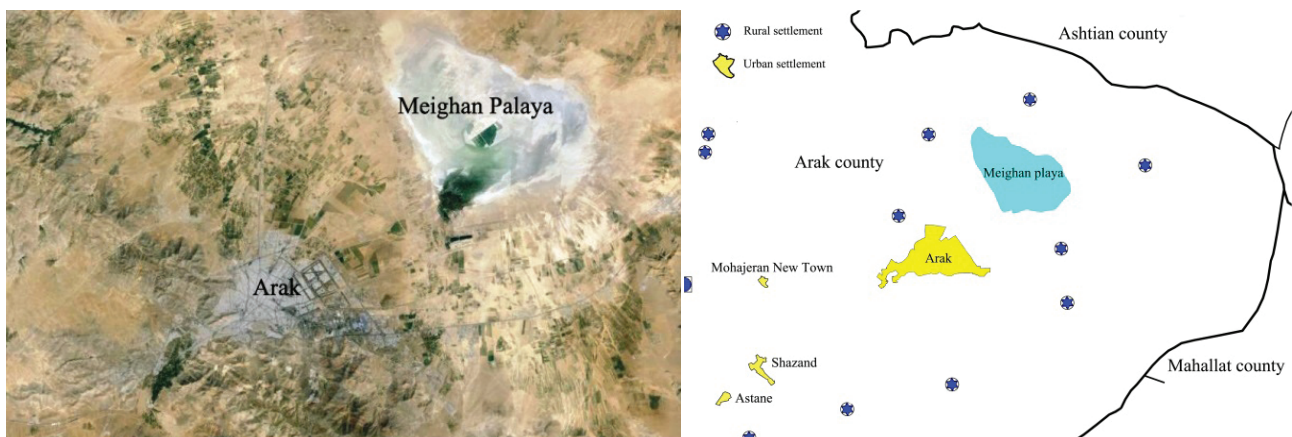 Meighan Palaya
Arak
Rural settlement
Urban settlement
Ashtian county
Arak county
Meighan playa
Arak
Mohajeran New Town
Shazand
Astane
Mahallat county